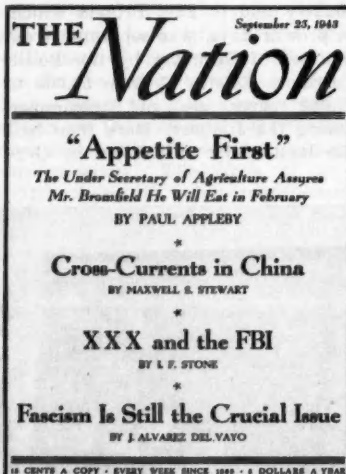 September 25, 1943
THE Nation
"Appetite First"
The Under Secretary of Agriculture Assures
Mr. Bromfield He Will Eat in February
BY PAUL APPLEBY
*
Cross-Currents in China
BY MAXWELL S. STEWART
*
XXX and the FBI
BY I. F. STONE
*
Fascism Is Still the Crucial Issue
BY J. ALVAREZ DEL VAYO
CENTS A COPY · EVERY WEEK SINCE 1865 · 5 DOLLARS A YEAR